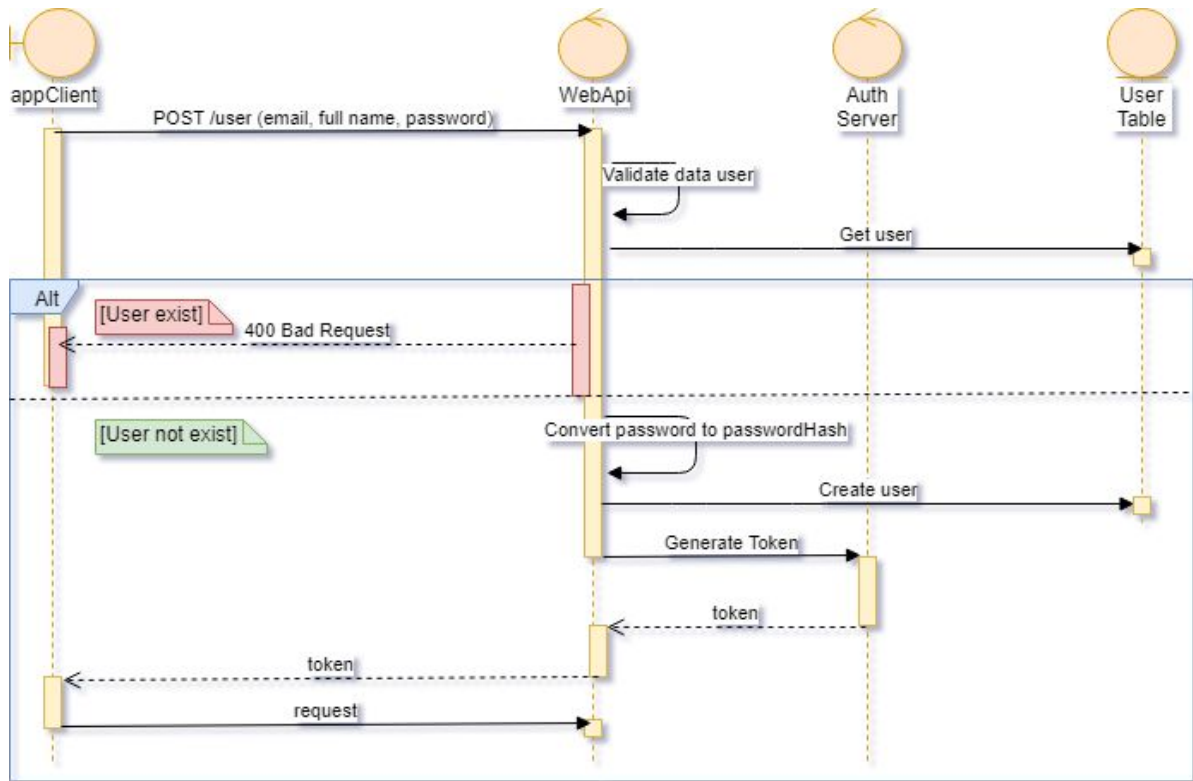 appClient
WebApi
Auth
Server
User
Table
POST /user (email, full name, password)
Validate data user
Get user
Alt
[User exist]
400 Bad Request
[User not exist]
Convert password to passwordHash
Create user
Generate Token
token
token
request